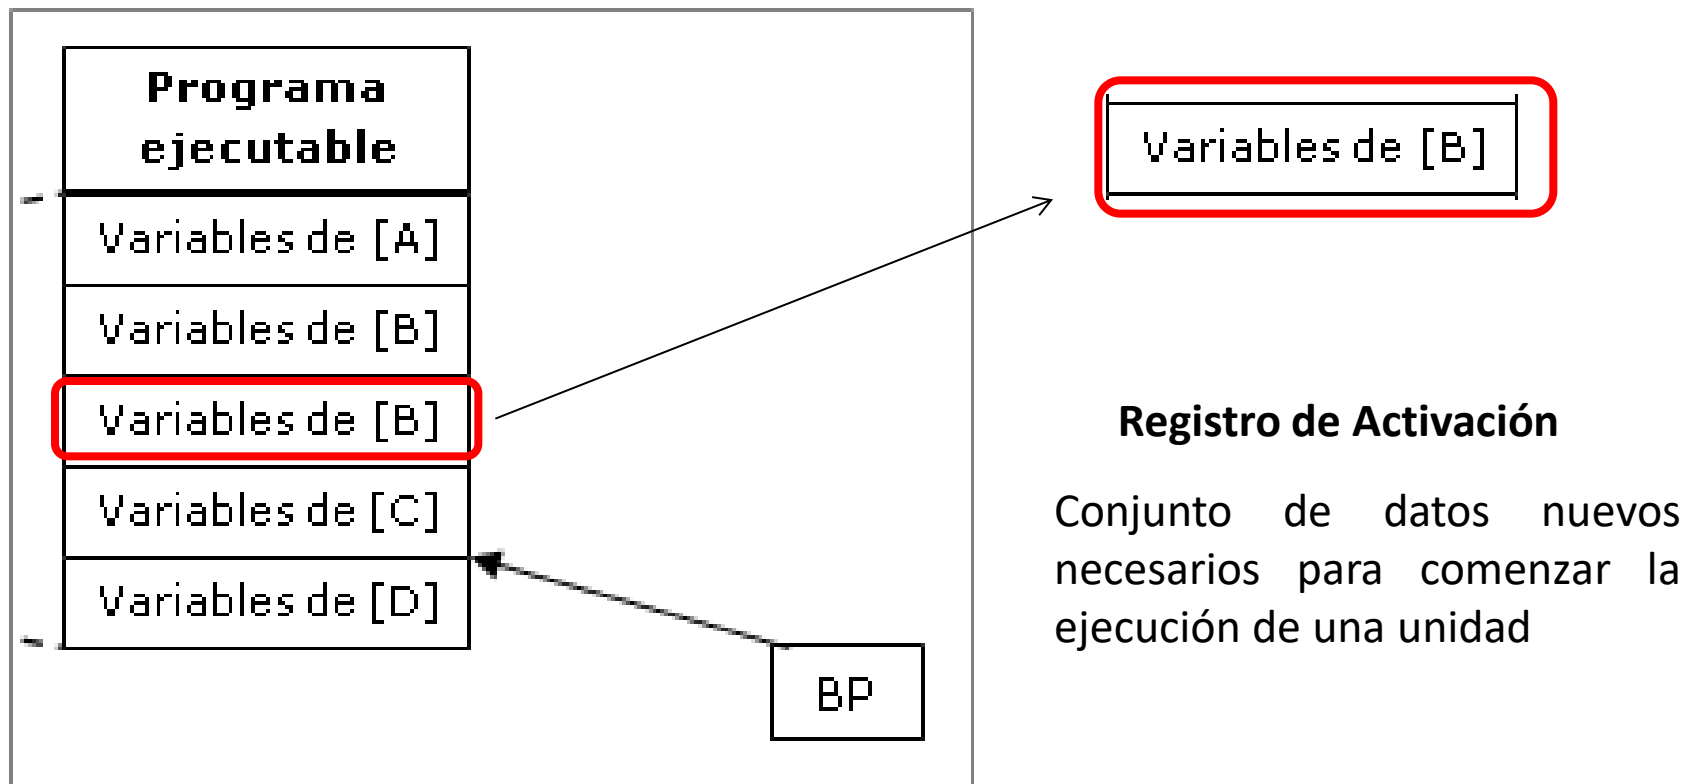 Programa
ejecutable
Variables de [A]
Variables de [B]
Variables de [B]
Variables de [C]
Variables de [D]
BP
Variables de [B]
Registro de Activación
Conjunto de datos nuevos
necesarios para comenzar la
ejecución de una unidad